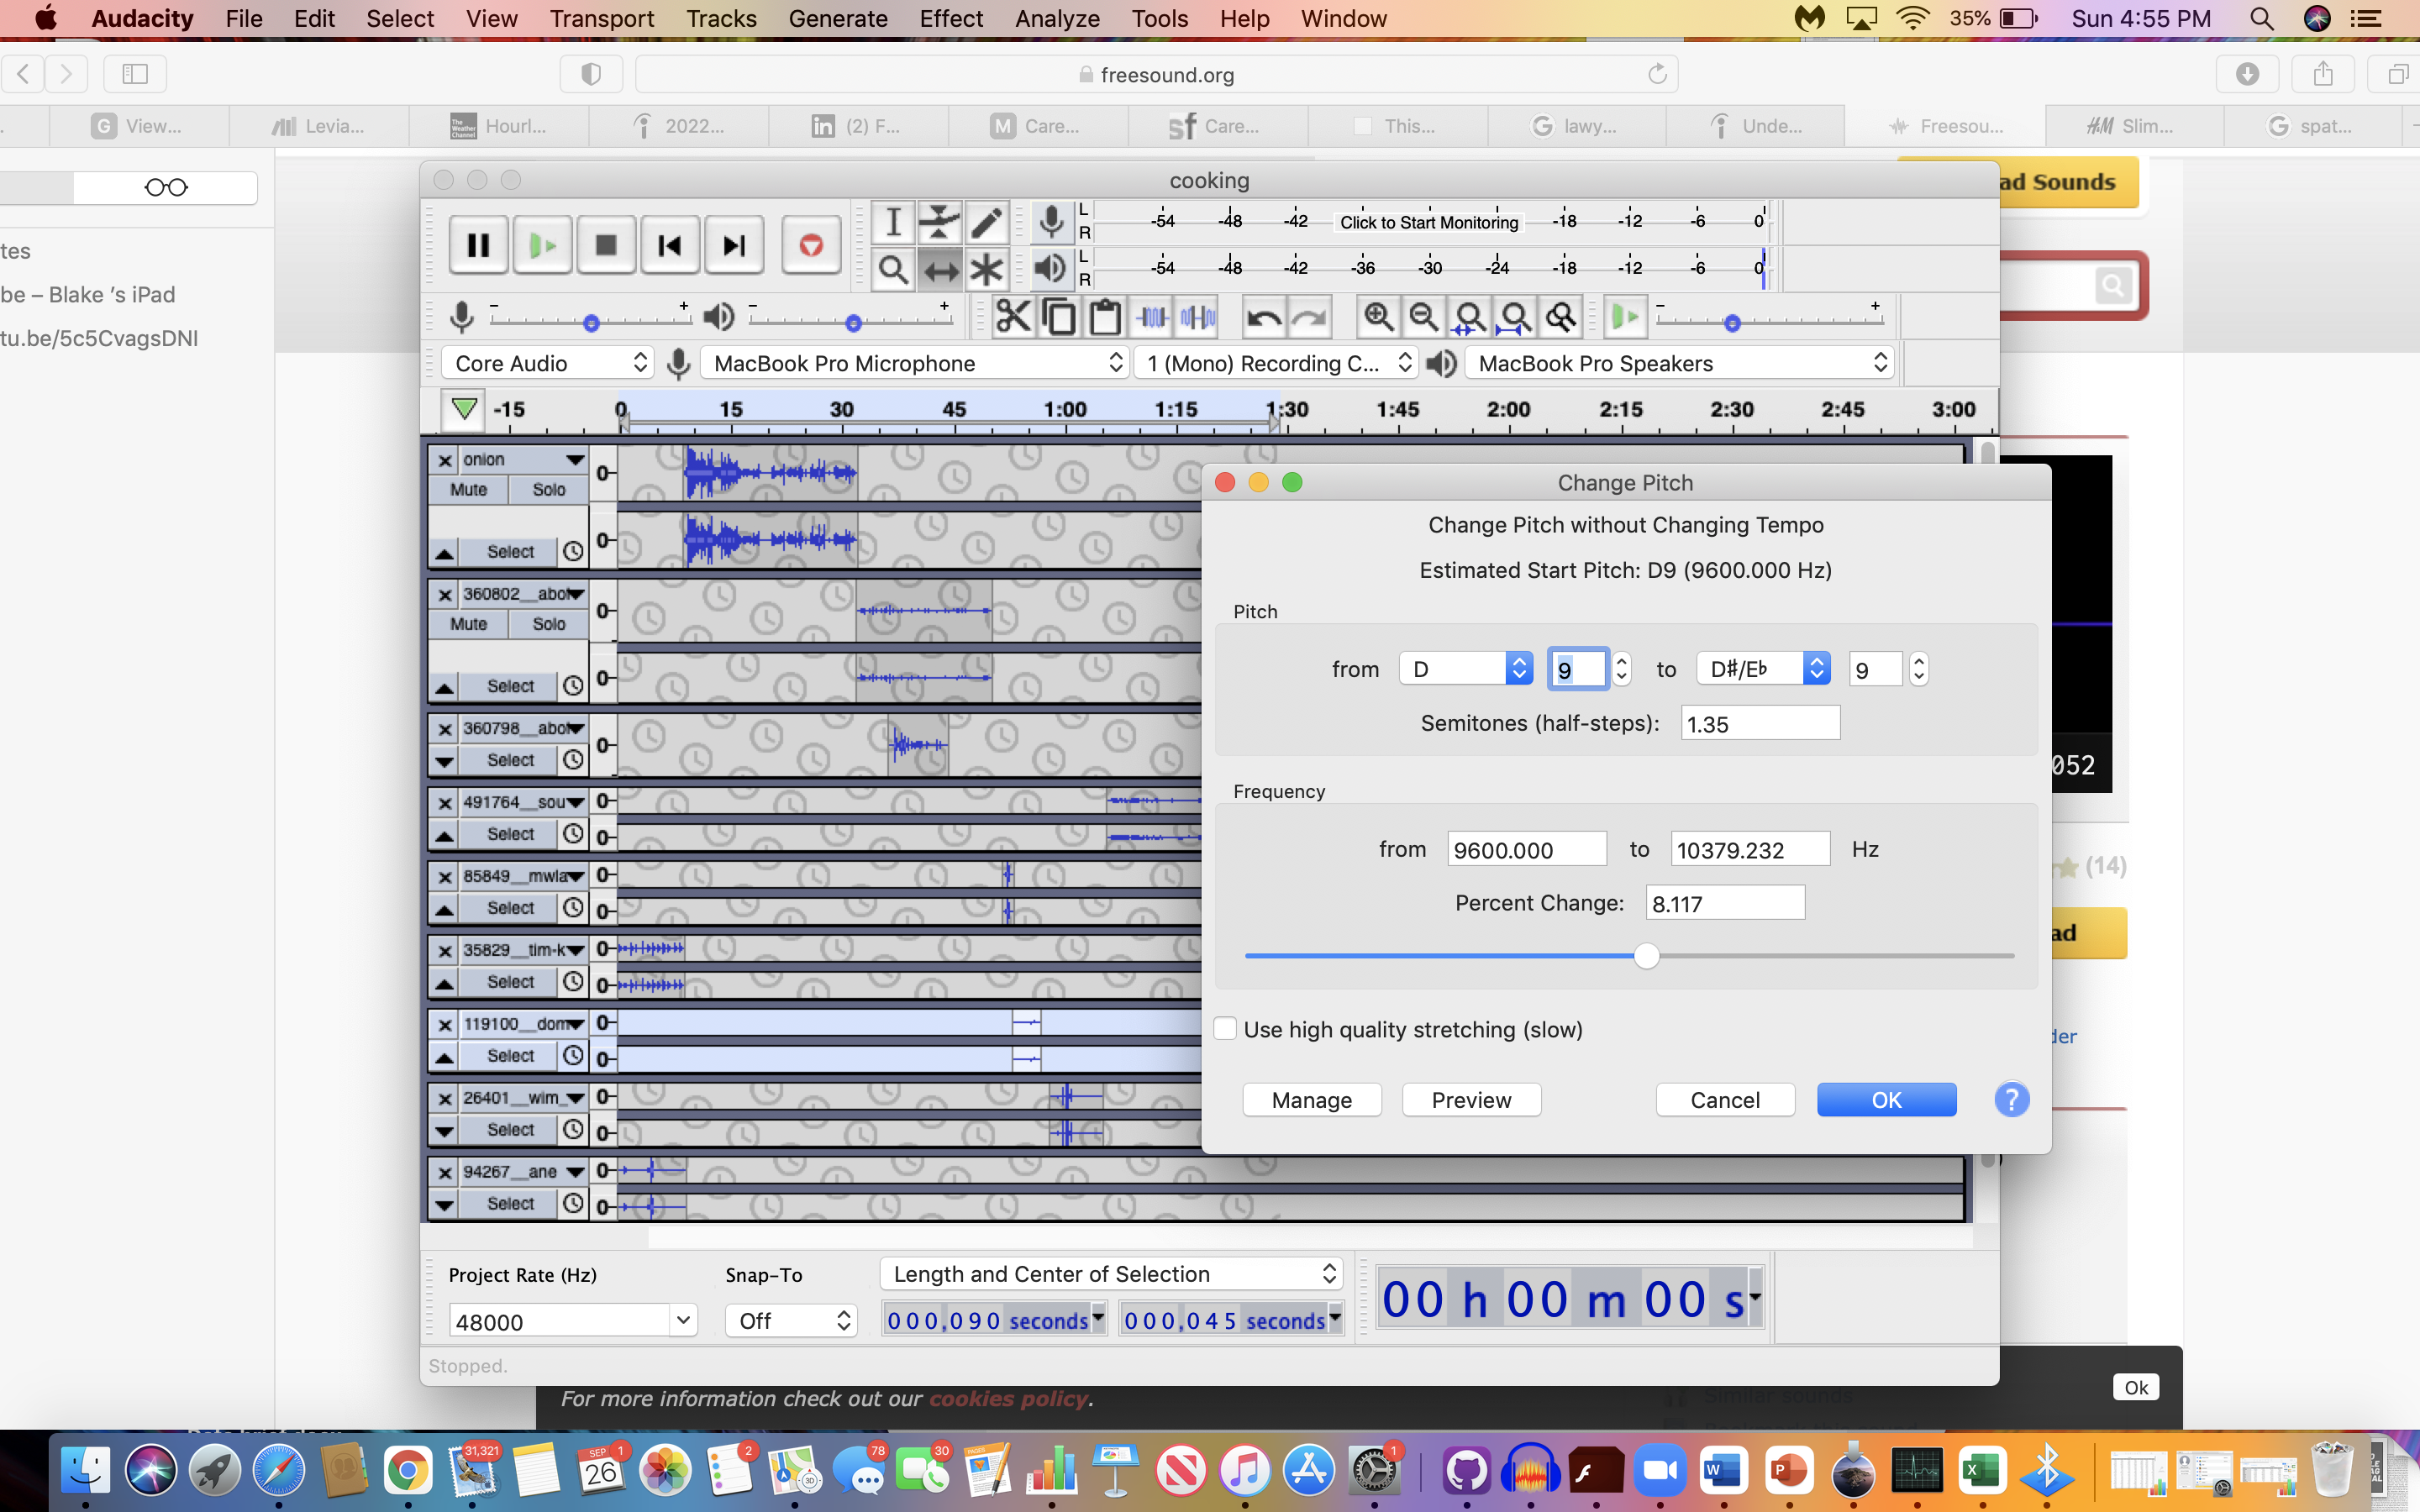 Audacity File Edit Select View Transport Tracks Generate Effect Analyze Tools Help Window 35% Sun 4:55 PM
freesound.org
View... Levia... Hourl... 2022... (2) F... Care... Care... This... lawy... Unde... Freesou... Slim... spat...
tes
be – Blake 's iPad
tu.be/5c5CvagsDNI
ad Sounds
cooking
L
R
-54 -48 -42 Click to Start Monitoring -18 -12 -6 0
L
R
-54 -48 -42 -36 -30 -24 -18 -12 -6 0
- + - + - +
Core Audio MacBook Pro Microphone 1 (Mono) Recording C... MacBook Pro Speakers
-15 0 15 30 45 1:00 1:15 1:30 1:45 2:00 2:15 2:30 2:45 3:00
onion
Mute Solo
Select
360802__abol
Mute Solo
Select
360798__abol
Select
491764__sou
Select
85849__mwla
Select
35829__tim-k
Select
119100__dom
Select
26401__wim_
Select
94267__ane
Select
Change Pitch
Change Pitch without Changing Tempo
Estimated Start Pitch: D9 (9600.000 Hz)
Pitch
from D 9 to D♯/E♭ 9
Semitones (half-steps): 1.35
Frequency
from 9600.000 to 10379.232 Hz
Percent Change: 8.117
Use high quality stretching (slow)
Manage Preview Cancel OK ?
052
(14)
ad
der
Project Rate (Hz) Snap-To Length and Center of Selection
48000 Off 000,090 seconds 000,045 seconds
00 h 00 m 00 s
Stopped.
For more information check out our cookies policy.
Similar sounds
Ok
31,321 SEP 26 1 2 78 30 1